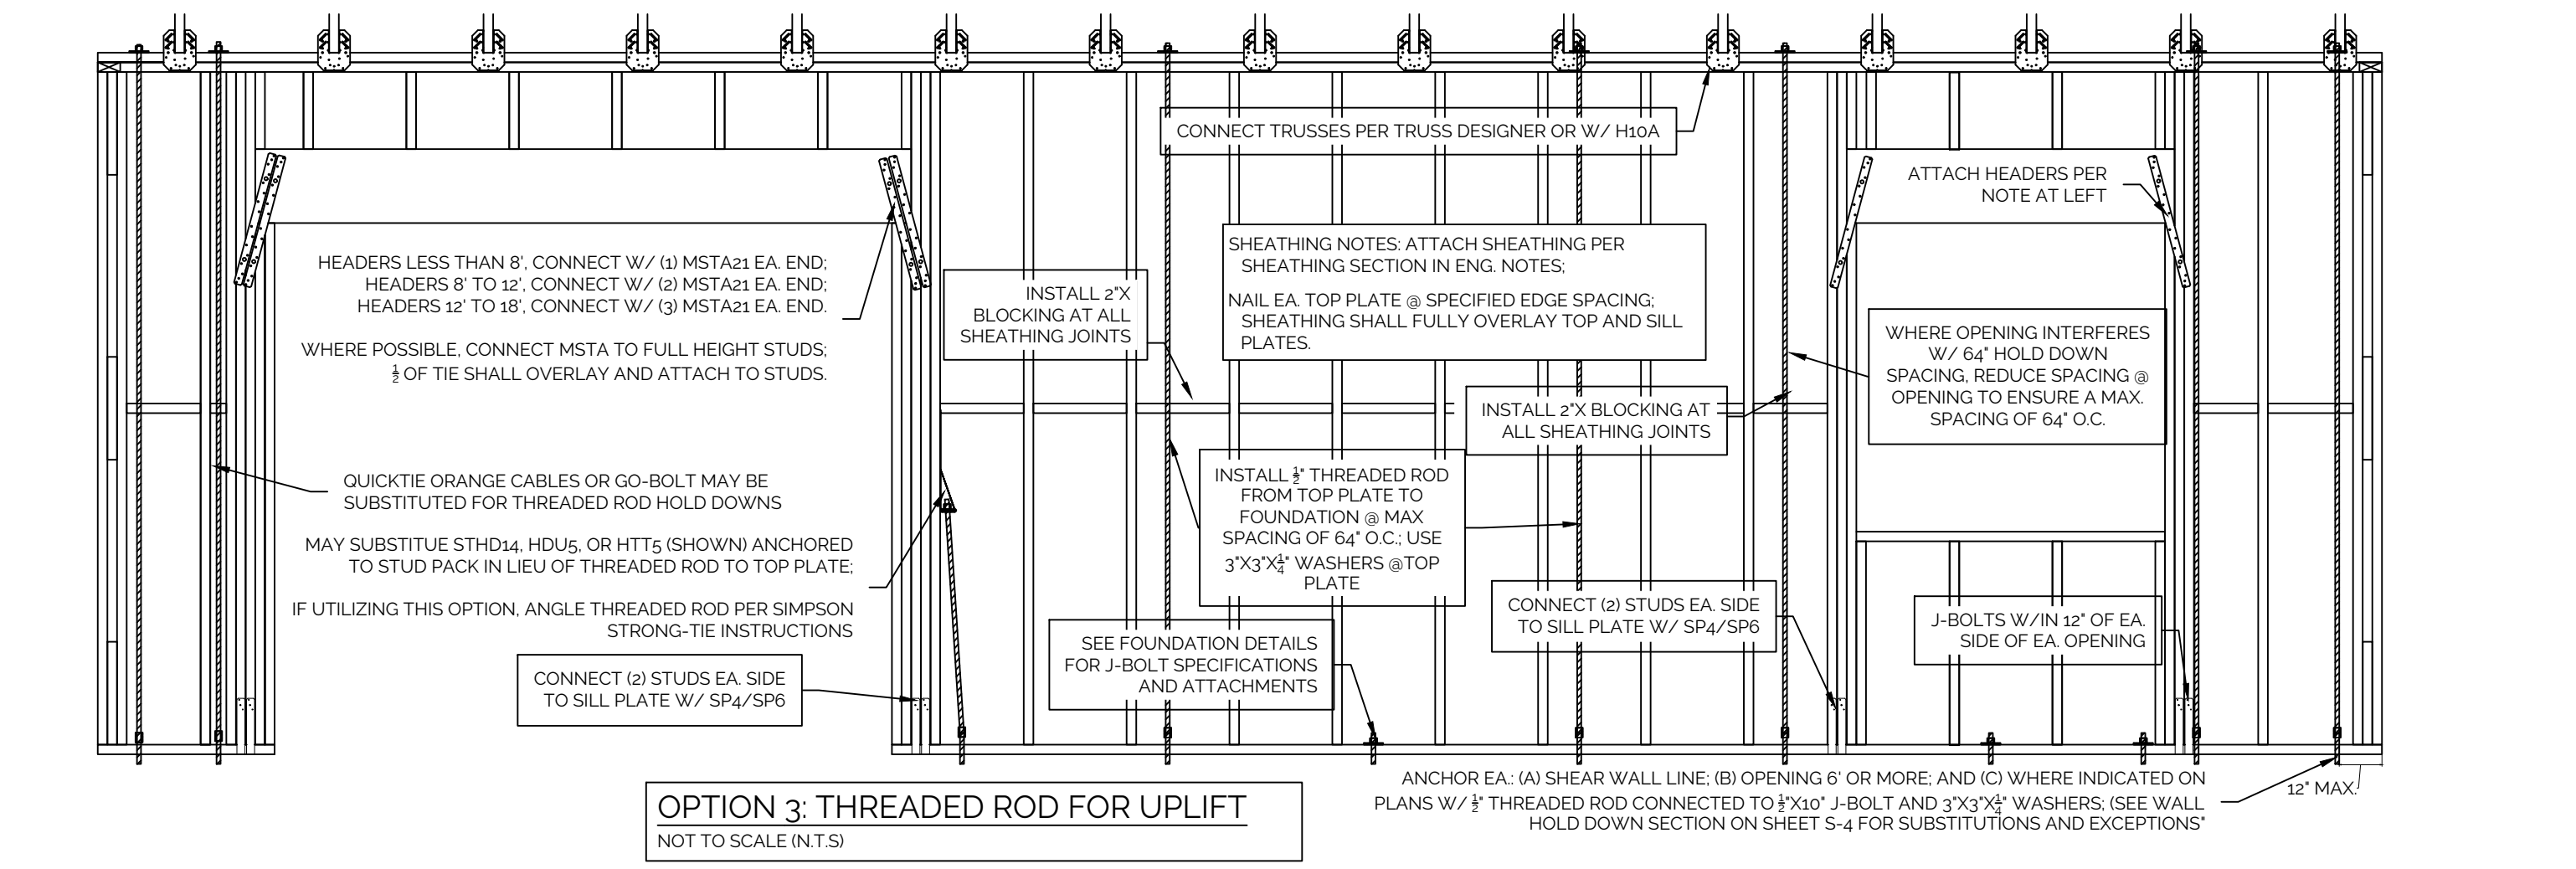 CONNECT TRUSSES PER TRUSS DESIGNER OR W/ H10A
ATTACH HEADERS PER
NOTE AT LEFT
HEADERS LESS THAN 8', CONNECT W/ (1) MSTA21 EA. END;
HEADERS 8' TO 12', CONNECT W/ (2) MSTA21 EA. END;
HEADERS 12' TO 18', CONNECT W/ (3) MSTA21 EA. END.
WHERE POSSIBLE, CONNECT MSTA TO FULL HEIGHT STUDS;
½ OF TIE SHALL OVERLAY AND ATTACH TO STUDS.
INSTALL 2"X
BLOCKING AT ALL
SHEATHING JOINTS
SHEATHING NOTES: ATTACH SHEATHING PER
SHEATHING SECTION IN ENG. NOTES;
NAIL EA. TOP PLATE @ SPECIFIED EDGE SPACING;
SHEATHING SHALL FULLY OVERLAY TOP AND SILL
PLATES.
WHERE OPENING INTERFERES
W/ 64" HOLD DOWN
SPACING, REDUCE SPACING @
OPENING TO ENSURE A MAX.
SPACING OF 64" O.C.
INSTALL 2"X BLOCKING AT
ALL SHEATHING JOINTS
QUICKTIE ORANGE CABLES OR GO-BOLT MAY BE
SUBSTITUTED FOR THREADED ROD HOLD DOWNS
MAY SUBSTITUE STHD14, HDU5, OR HTT5 (SHOWN) ANCHORED
TO STUD PACK IN LIEU OF THREADED ROD TO TOP PLATE;
IF UTILIZING THIS OPTION, ANGLE THREADED ROD PER SIMPSON
STRONG-TIE INSTRUCTIONS
INSTALL ½" THREADED ROD
FROM TOP PLATE TO
FOUNDATION @ MAX
SPACING OF 64" O.C.; USE
3"X3"X¼" WASHERS @TOP
PLATE
CONNECT (2) STUDS EA. SIDE
TO SILL PLATE W/ SP4/SP6
SEE FOUNDATION DETAILS
FOR J-BOLT SPECIFICATIONS
AND ATTACHMENTS
CONNECT (2) STUDS EA. SIDE
TO SILL PLATE W/ SP4/SP6
J-BOLTS W/IN 12" OF EA.
SIDE OF EA. OPENING
ANCHOR EA.: (A) SHEAR WALL LINE; (B) OPENING 6' OR MORE; AND (C) WHERE INDICATED ON
PLANS W/ ½" THREADED ROD CONNECTED TO ½"X10" J-BOLT AND 3"X3"X¼" WASHERS; (SEE WALL
HOLD DOWN SECTION ON SHEET S-4 FOR SUBSTITUTIONS AND EXCEPTIONS"
12" MAX.
OPTION 3: THREADED ROD FOR UPLIFT
NOT TO SCALE (N.T.S)